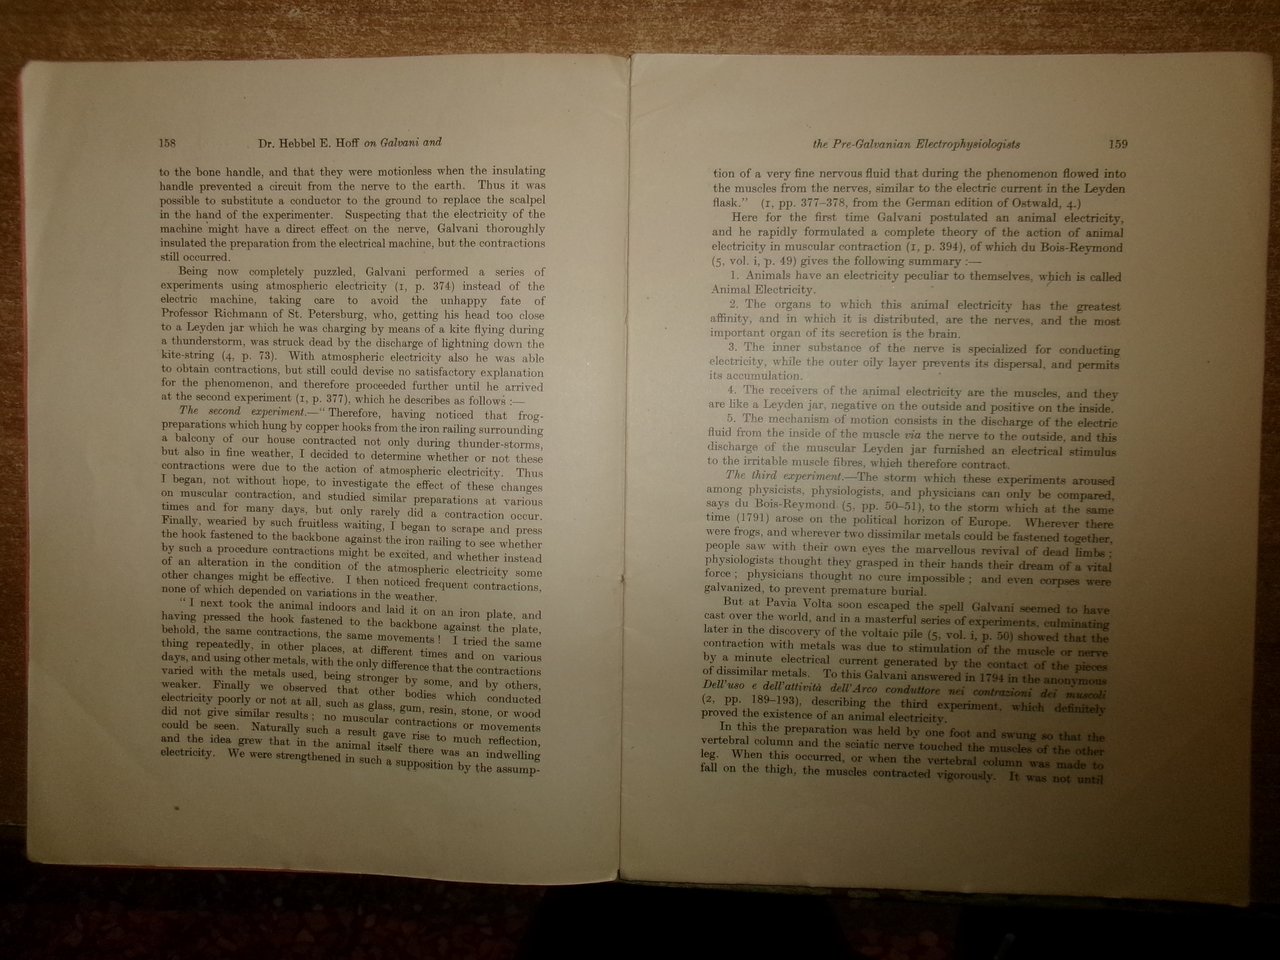 158 Dr. Hebbel E. Hoff on Galvani and
to the bone handle, and that they were motionless when the insulating
handle prevented a circuit from the nerve to the earth. Thus it was
possible to substitute a conductor to the ground to replace the scalpel
in the hand of the experimenter. Suspecting that the electricity of the
machine might have a direct effect on the nerve, Galvani thoroughly
insulated the preparation from the electrical machine, but the contractions
still occurred.
Being now completely puzzled, Galvani performed a series of
experiments using atmospheric electricity (1, p. 374) instead of the
electric machine, taking care to avoid the unhappy fate of
Professor Richmann of St. Petersburg, who, getting his head too close
to a Leyden jar which he was charging by means of a kite flying during
a thunderstorm, was struck dead by the discharge of lightning down the
kite-string (4, p. 73). With atmospheric electricity also he was able
to obtain contractions, but still could devise no satisfactory explanation
for the phenomenon, and therefore proceeded further until he arrived
at the second experiment (1, p. 377), which he describes as follows :—
The second experiment.—“ Therefore, having noticed that frog-
preparations which hung by copper hooks from the iron railing surrounding
a balcony of our house contracted not only during thunder-storms,
but also in fine weather, I decided to determine whether or not these
contractions were due to the action of atmospheric electricity. Thus
I began, not without hope, to investigate the effect of these changes
on muscular contraction, and studied similar preparations at various
times and for many days, but only rarely did a contraction occur.
Finally, wearied by such fruitless waiting, I began to scrape and press
the hook fastened to the backbone against the iron railing to see whether
by such a procedure contractions might be excited, and whether instead
of an alteration in the condition of the atmospheric electricity some
other changes might be effective. I then noticed frequent contractions,
none of which depended on variations in the weather.
“ I next took the animal indoors and laid it on an iron plate, and
having pressed the hook fastened to the backbone against the plate,
behold, the same contractions, the same movements ! I tried the same
thing repeatedly, in other places, at different times and on various
days, and using other metals, with the only difference that the contractions
varied with the metals used, being stronger by some, and by others,
weaker. Finally we observed that other bodies which conducted
electricity poorly or not at all, such as glass, gum, resin, stone, or wood
did not give similar results ; no muscular contractions or movements
could be seen. Naturally such a result gave rise to much reflection,
and the idea grew that in the animal itself there was an indwelling
electricity. We were strengthened in such a supposition by the assump-
the Pre-Galvanian Electrophysiologists 159
tion of a very fine nervous fluid that during the phenomenon flowed into
the muscles from the nerves, similar to the electric current in the Leyden
flask.” (1, pp. 377–378, from the German edition of Ostwald, 4.)
Here for the first time Galvani postulated an animal electricity,
and he rapidly formulated a complete theory of the action of animal
electricity in muscular contraction (1, p. 394), of which du Bois-Reymond
(5, vol. i, p. 49) gives the following summary :—
1. Animals have an electricity peculiar to themselves, which is called
Animal Electricity.
2. The organs to which this animal electricity has the greatest
affinity, and in which it is distributed, are the nerves, and the most
important organ of its secretion is the brain.
3. The inner substance of the nerve is specialized for conducting
electricity, while the outer oily layer prevents its dispersal, and permits
its accumulation.
4. The receivers of the animal electricity are the muscles, and they
are like a Leyden jar, negative on the outside and positive on the inside.
5. The mechanism of motion consists in the discharge of the electric
fluid from the inside of the muscle via the nerve to the outside, and this
discharge of the muscular Leyden jar furnished an electrical stimulus
to the irritable muscle fibres, which therefore contract.
The third experiment.—The storm which these experiments aroused
among physicists, physiologists, and physicians can only be compared,
says du Bois-Reymond (5, pp. 50–51), to the storm which at the same
time (1791) arose on the political horizon of Europe. Wherever there
were frogs, and wherever two dissimilar metals could be fastened together,
people saw with their own eyes the marvellous revival of dead limbs ;
physiologists thought they grasped in their hands their dream of a vital
force ; physicians thought no cure impossible ; and even corpses were
galvanized, to prevent premature burial.
But at Pavia Volta soon escaped the spell Galvani seemed to have
cast over the world, and in a masterful series of experiments, culminating
later in the discovery of the voltaic pile (5, vol. i, p. 50) showed that the
contraction with metals was due to stimulation of the muscle or nerve
by a minute electrical current generated by the contact of the pieces
of dissimilar metals. To this Galvani answered in 1794 in the anonymous
Dell'uso e dell'attività dell'Arco conduttore nei contrazioni dei muscoli
(2, pp. 189–193), describing the third experiment, which definitely
proved the existence of an animal electricity.
In this the preparation was held by one foot and swung so that the
vertebral column and the sciatic nerve touched the muscles of the other
leg. When this occurred, or when the vertebral column was made to
fall on the thigh, the muscles contracted vigorously. It was not until